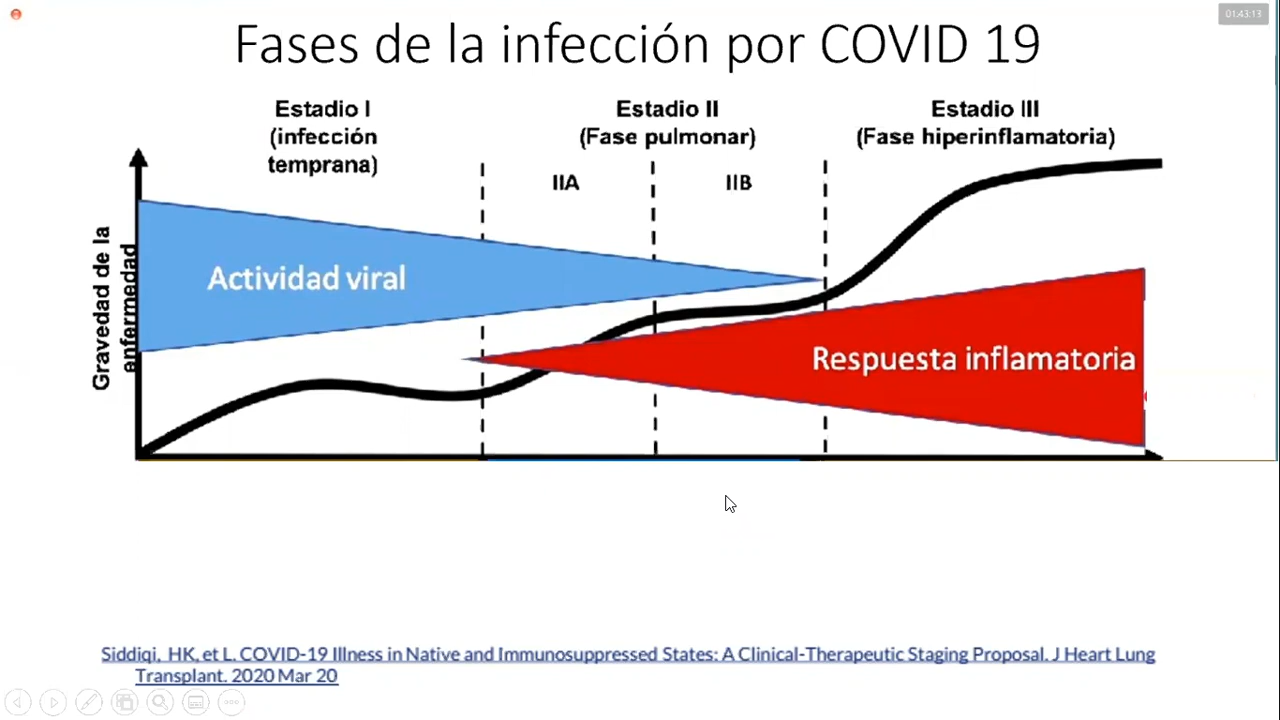 01:43:13
Fases de la infección por COVID 19
Estadio I
(infección
temprana)
Estadio II
(Fase pulmonar)
Estadio III
(Fase hiperinflamatoria)
IIA
IIB
Gravedad de la
enfermedad
Actividad viral
Respuesta inflamatoria
Siddiqi, HK, et L. COVID-19 Illness in Native and Immunosuppressed States: A Clinical-Therapeutic Staging Proposal. J Heart Lung
Transplant. 2020 Mar 20